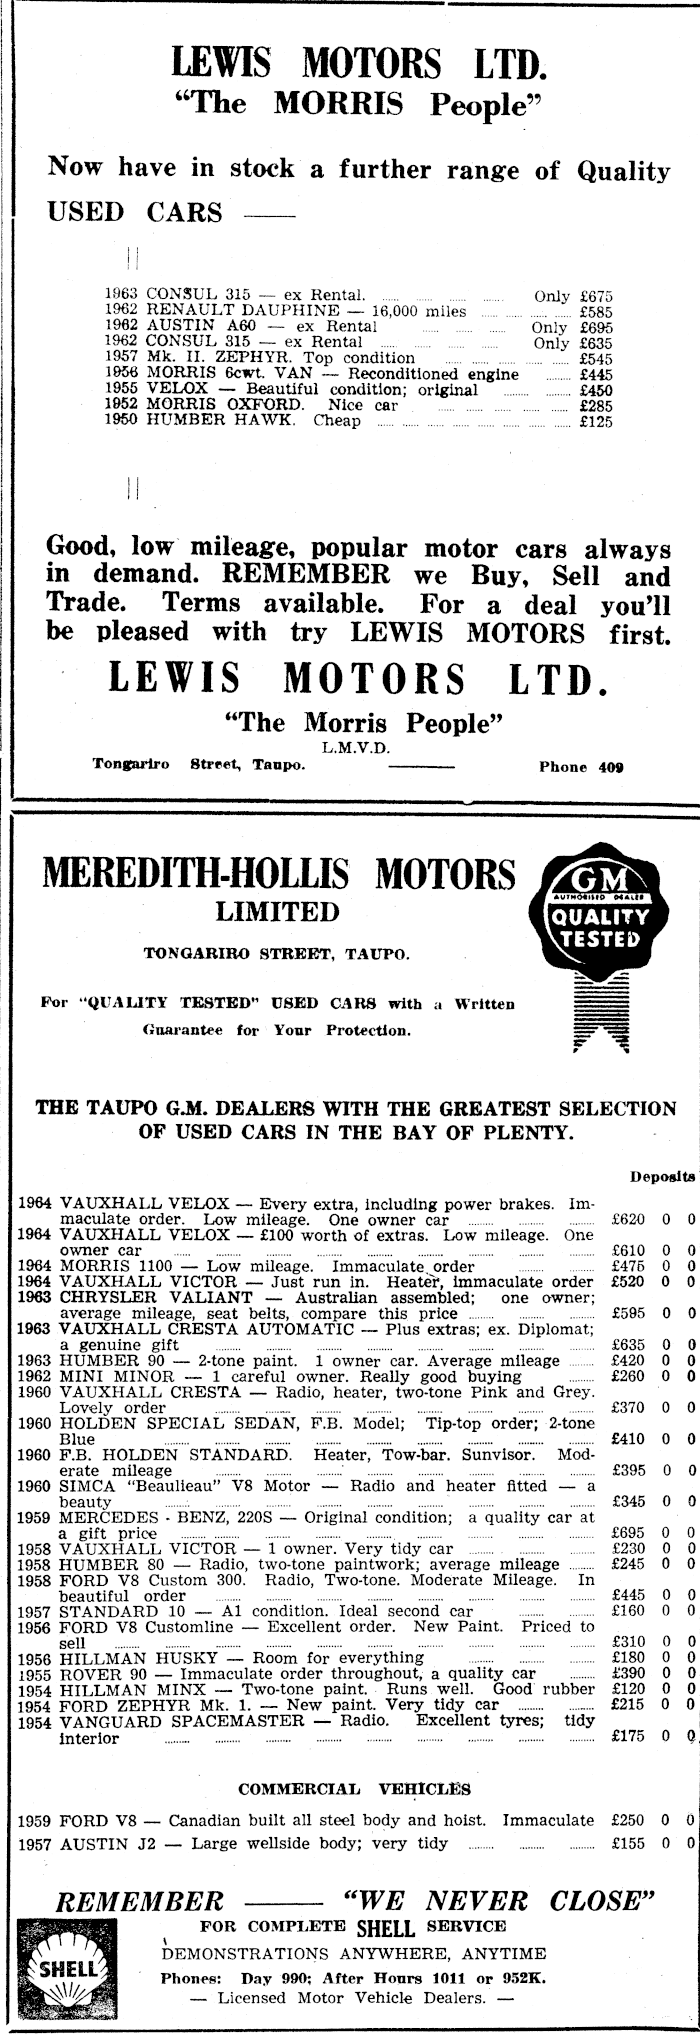 LEWIS MOTORS LTD.
“The MORRIS People”
Now have in stock a further range of Quality
USED CARS —
1963 CONSUL 315 — ex Rental. ..... ..... ..... ..... Only £675
1962 RENAULT DAUPHINE — 16,000 miles ..... ..... ..... ..... £585
1962 AUSTIN A60 — ex Rental ..... ..... ..... Only £695
1962 CONSUL 315 — ex Rental ..... ..... ..... Only £635
1957 Mk. II. ZEPHYR. Top condition ..... ..... ..... ..... £545
1956 MORRIS 6cwt. VAN — Reconditioned engine ..... £445
1955 VELOX — Beautiful condition; original ..... ..... £450
1952 MORRIS OXFORD. Nice car ..... ..... ..... ..... ..... £285
1950 HUMBER HAWK. Cheap ..... ..... ..... ..... ..... ..... ..... ..... £125
Good, low mileage, popular motor cars always
in demand. REMEMBER we Buy, Sell and
Trade. Terms available. For a deal you’ll
be pleased with try LEWIS MOTORS first.
LEWIS MOTORS LTD.
“The Morris People”
L.M.V.D.
Tongariro Street, Taupo. — Phone 409
MEREDITH-HOLLIS MOTORS
LIMITED
GM
AUTHORISED DEALER
QUALITY
TESTED
TONGARIRO STREET, TAUPO.
For “QUALITY TESTED” USED CARS with a Written
Guarantee for Your Protection.
THE TAUPO G.M. DEALERS WITH THE GREATEST SELECTION
OF USED CARS IN THE BAY OF PLENTY.
Deposits
1964 VAUXHALL VELOX — Every extra, including power brakes. Im-
maculate order. Low mileage. One owner car ..... ..... ..... £620 0 0
1964 VAUXHALL VELOX — £100 worth of extras. Low mileage. One
owner car ..... ..... ..... ..... ..... ..... ..... ..... £610 0 0
1964 MORRIS 1100 — Low mileage. Immaculate order ..... ..... £475 0 0
1964 VAUXHALL VICTOR — Just run in. Heater, immaculate order £520 0 0
1963 CHRYSLER VALIANT — Australian assembled; one owner;
average mileage, seat belts, compare this price ..... ..... ..... £595 0 0
1963 VAUXHALL CRESTA AUTOMATIC — Plus extras; ex. Diplomat;
a genuine gift ..... ..... ..... ..... ..... ..... ..... ..... £635 0 0
1963 HUMBER 90 — 2-tone paint. 1 owner car. Average mileage ..... £420 0 0
1962 MINI MINOR — 1 careful owner. Really good buying ..... ..... £260 0 0
1960 VAUXHALL CRESTA — Radio, heater, two-tone Pink and Grey.
Lovely order ..... ..... ..... ..... ..... ..... ..... ..... £370 0 0
1960 HOLDEN SPECIAL SEDAN, F.B. Model; Tip-top order; 2-tone
Blue ..... ..... ..... ..... ..... ..... ..... ..... ..... £410 0 0
1960 F.B. HOLDEN STANDARD. Heater, Tow-bar. Sunvisor. Mod-
erate mileage ..... ..... ..... ..... ..... ..... ..... ..... £395 0 0
1960 SIMCA “Beaulieau” V8 Motor — Radio and heater fitted — a
beauty ..... ..... ..... ..... ..... ..... ..... ..... ..... £345 0 0
1959 MERCEDES - BENZ, 220S — Original condition; a quality car at
a gift price ..... ..... ..... ..... ..... ..... ..... ..... £695 0 0
1958 VAUXHALL VICTOR — 1 owner. Very tidy car ..... ..... ..... £230 0 0
1958 HUMBER 80 — Radio, two-tone paintwork; average mileage ..... £245 0 0
1958 FORD V8 Custom 300. Radio, Two-tone. Moderate Mileage. In
beautiful order ..... ..... ..... ..... ..... ..... ..... ..... £445 0 0
1957 STANDARD 10 — A1 condition. Ideal second car ..... ..... £160 0 0
1956 FORD V8 Customline — Excellent order. New Paint. Priced to
sell ..... ..... ..... ..... ..... ..... ..... ..... ..... £310 0 0
1956 HILLMAN HUSKY — Room for everything ..... ..... ..... £180 0 0
1955 ROVER 90 — Immaculate order throughout, a quality car ..... £390 0 0
1954 HILLMAN MINX — Two-tone paint. Runs well. Good rubber £120 0 0
1954 FORD ZEPHYR Mk. 1. — New paint. Very tidy car ..... ..... £215 0 0
1954 VANGUARD SPACEMASTER — Radio. Excellent tyres; tidy
interior ..... ..... ..... ..... ..... ..... ..... ..... ..... £175 0 0
COMMERCIAL VEHICLES
1959 FORD V8 — Canadian built all steel body and hoist. Immaculate £250 0 0
1957 AUSTIN J2 — Large wellside body; very tidy ..... ..... ..... £155 0 0
REMEMBER — “WE NEVER CLOSE”
FOR COMPLETE SHELL SERVICE
SHELL
DEMONSTRATIONS ANYWHERE, ANYTIME
Phones: Day 990; After Hours 1011 or 952K.
— Licensed Motor Vehicle Dealers. —